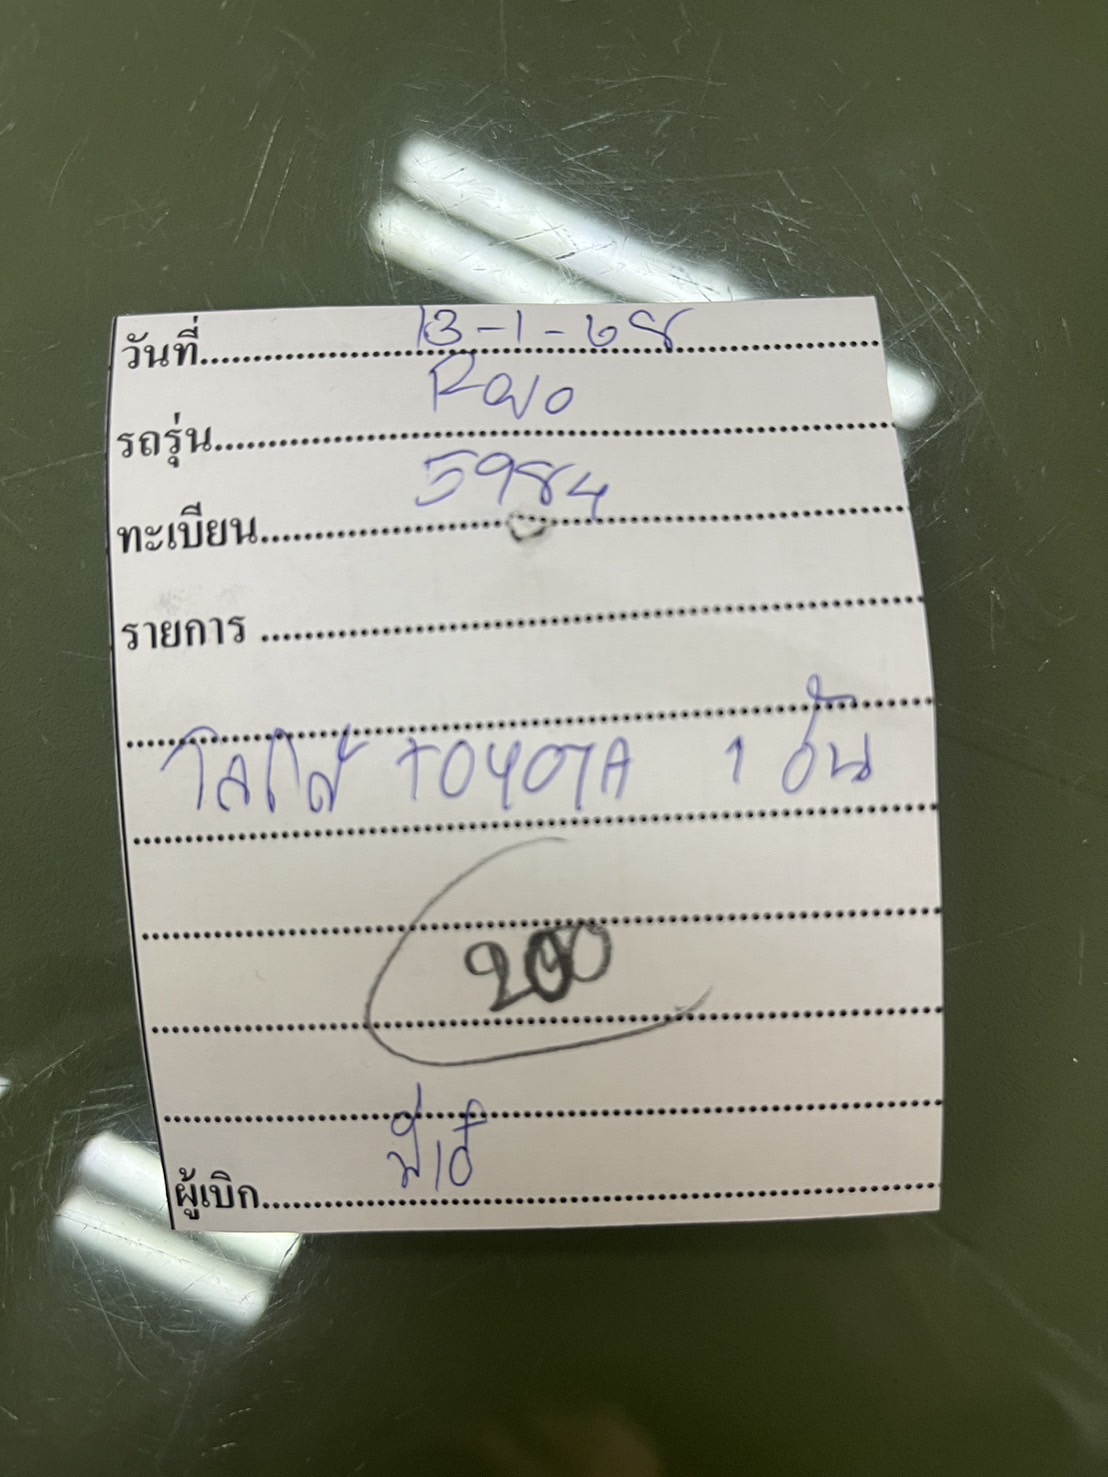 วันที่ 13-1-68
รถรุ่น Revo
ทะเบียน 5984
รายการ
โลโก้ TOYOTA 1 อัน
200
ผู้เบิก